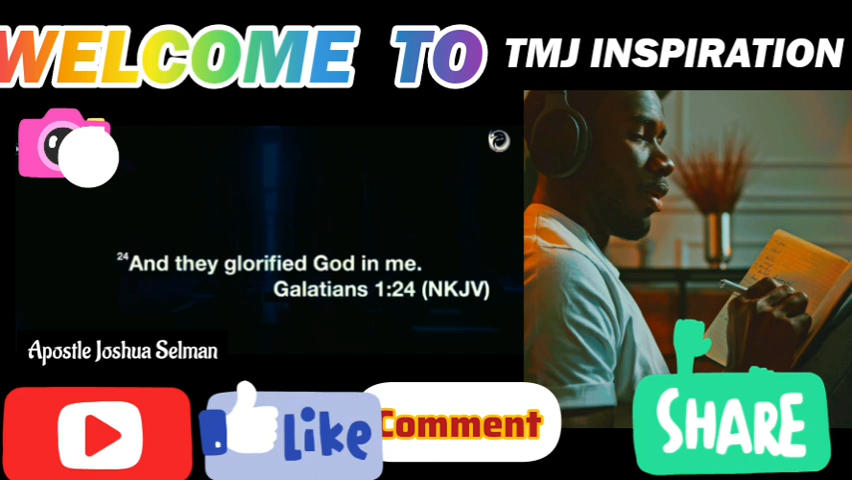 WELCOME TO
TMJ INSPIRATION
24And they glorified God in me.
Galatians 1:24 (NKJV)
Apostle Joshua Selman
Like
Comment
SHARE